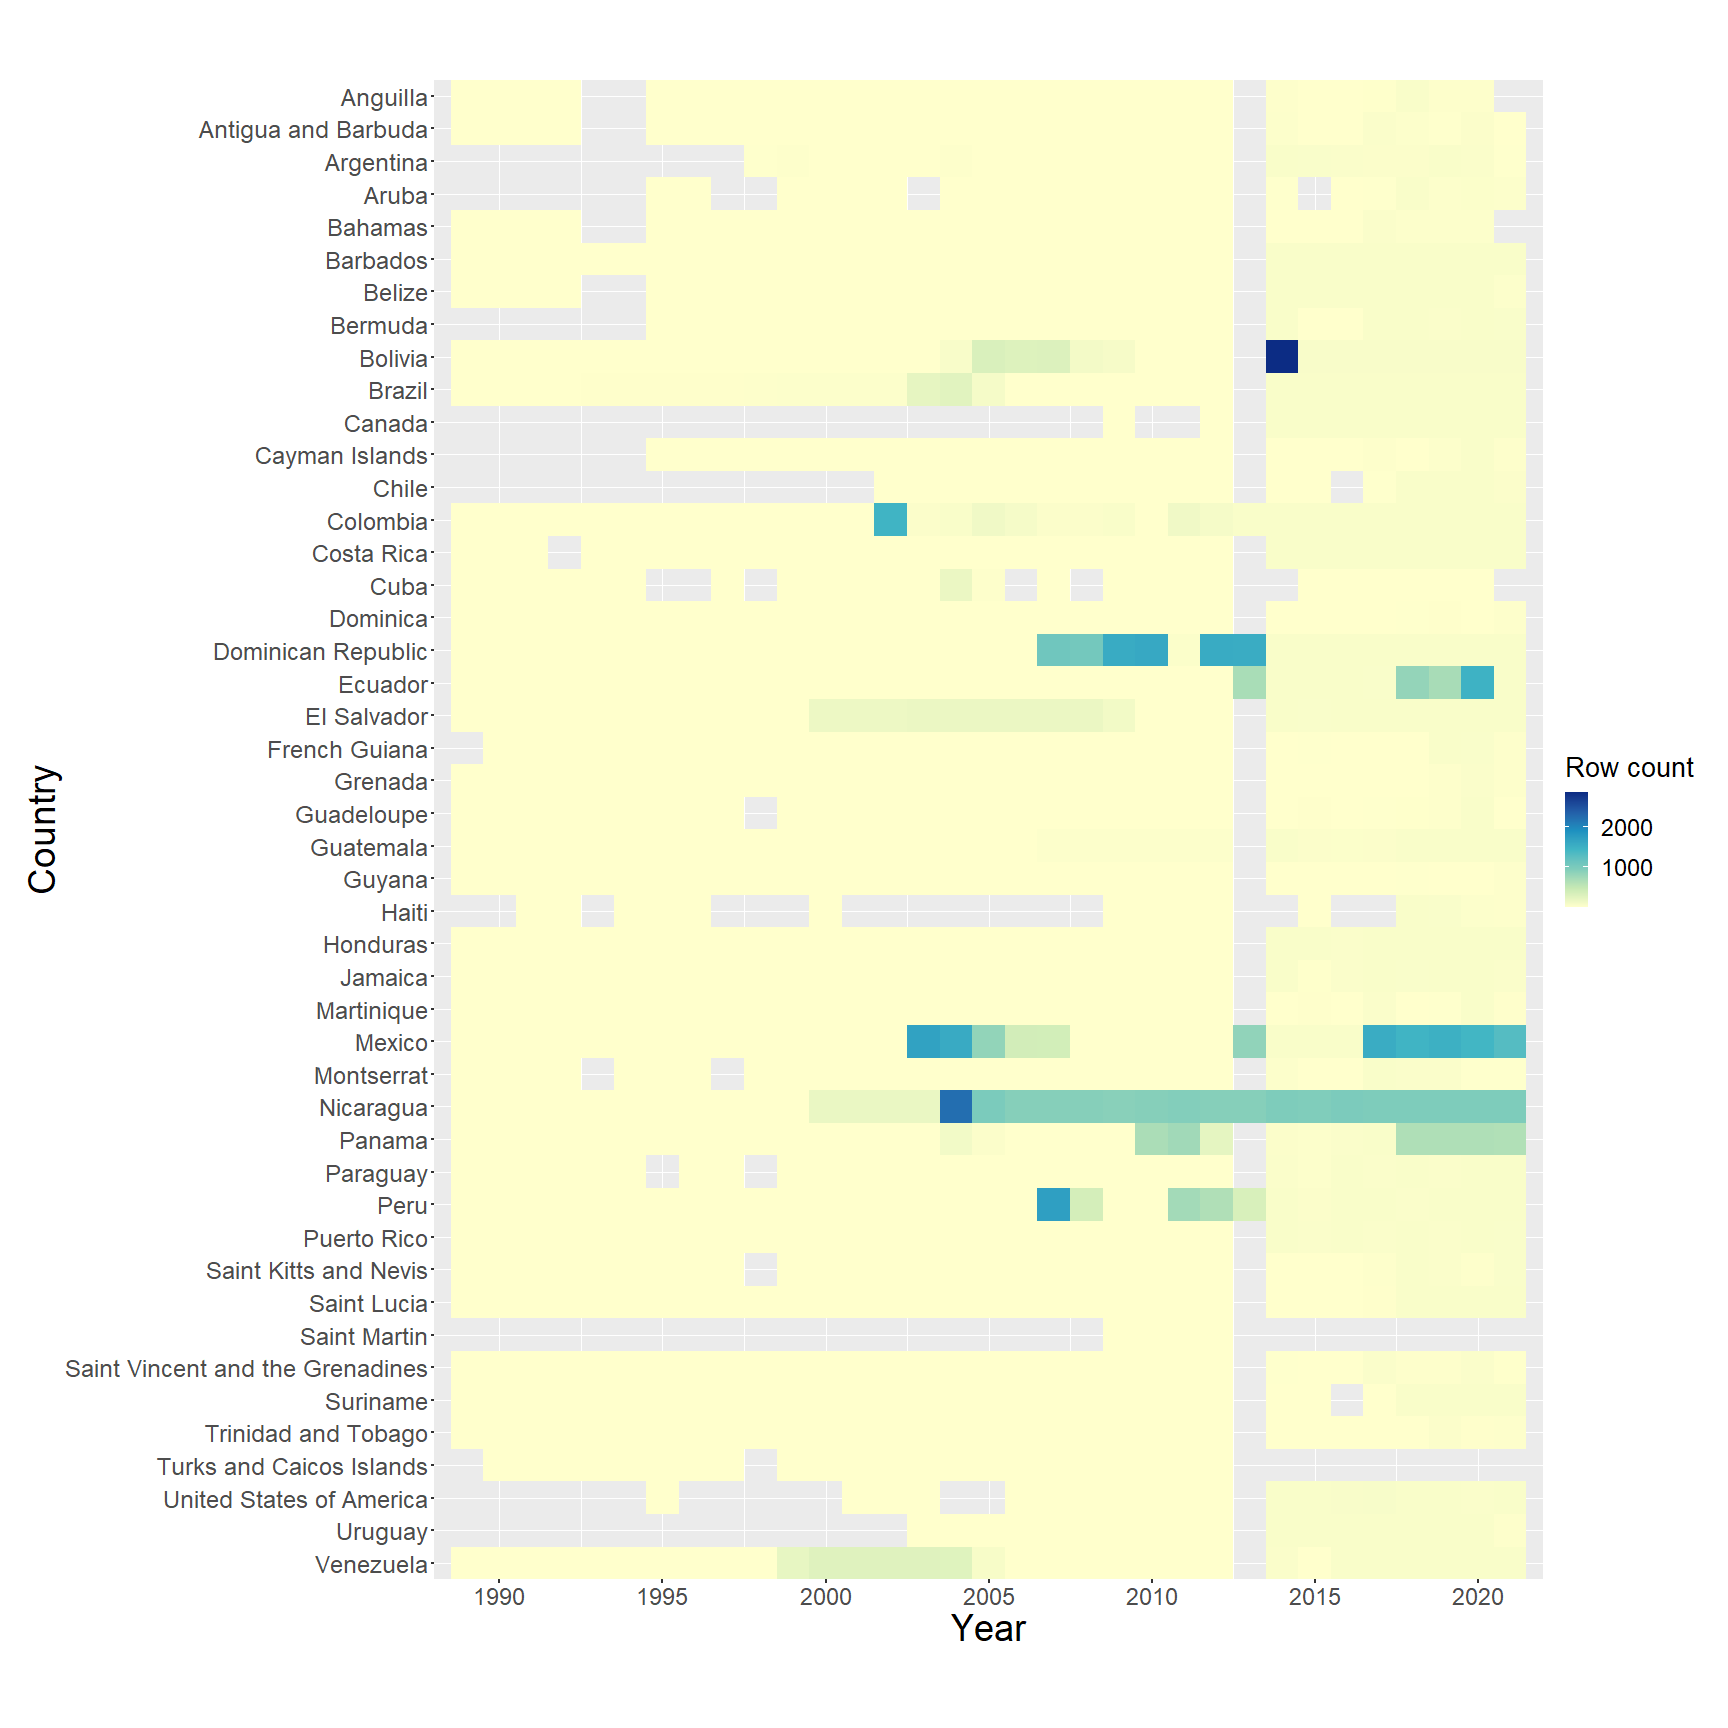 Anguilla
Antigua and Barbuda
Argentina
Aruba
Bahamas
Barbados
Belize
Bermuda
Bolivia
Brazil
Canada
Cayman Islands
Chile
Colombia
Costa Rica
Cuba
Dominica
Dominican Republic
Ecuador
El Salvador
French Guiana
Grenada
Guadeloupe
Guatemala
Guyana
Haiti
Honduras
Jamaica
Martinique
Mexico
Montserrat
Nicaragua
Panama
Paraguay
Peru
Puerto Rico
Saint Kitts and Nevis
Saint Lucia
Saint Martin
Saint Vincent and the Grenadines
Suriname
Trinidad and Tobago
Turks and Caicos Islands
United States of America
Uruguay
Venezuela
Country
1990 1995 2000 2005 2010 2015 2020
Year
Row count
2000
1000